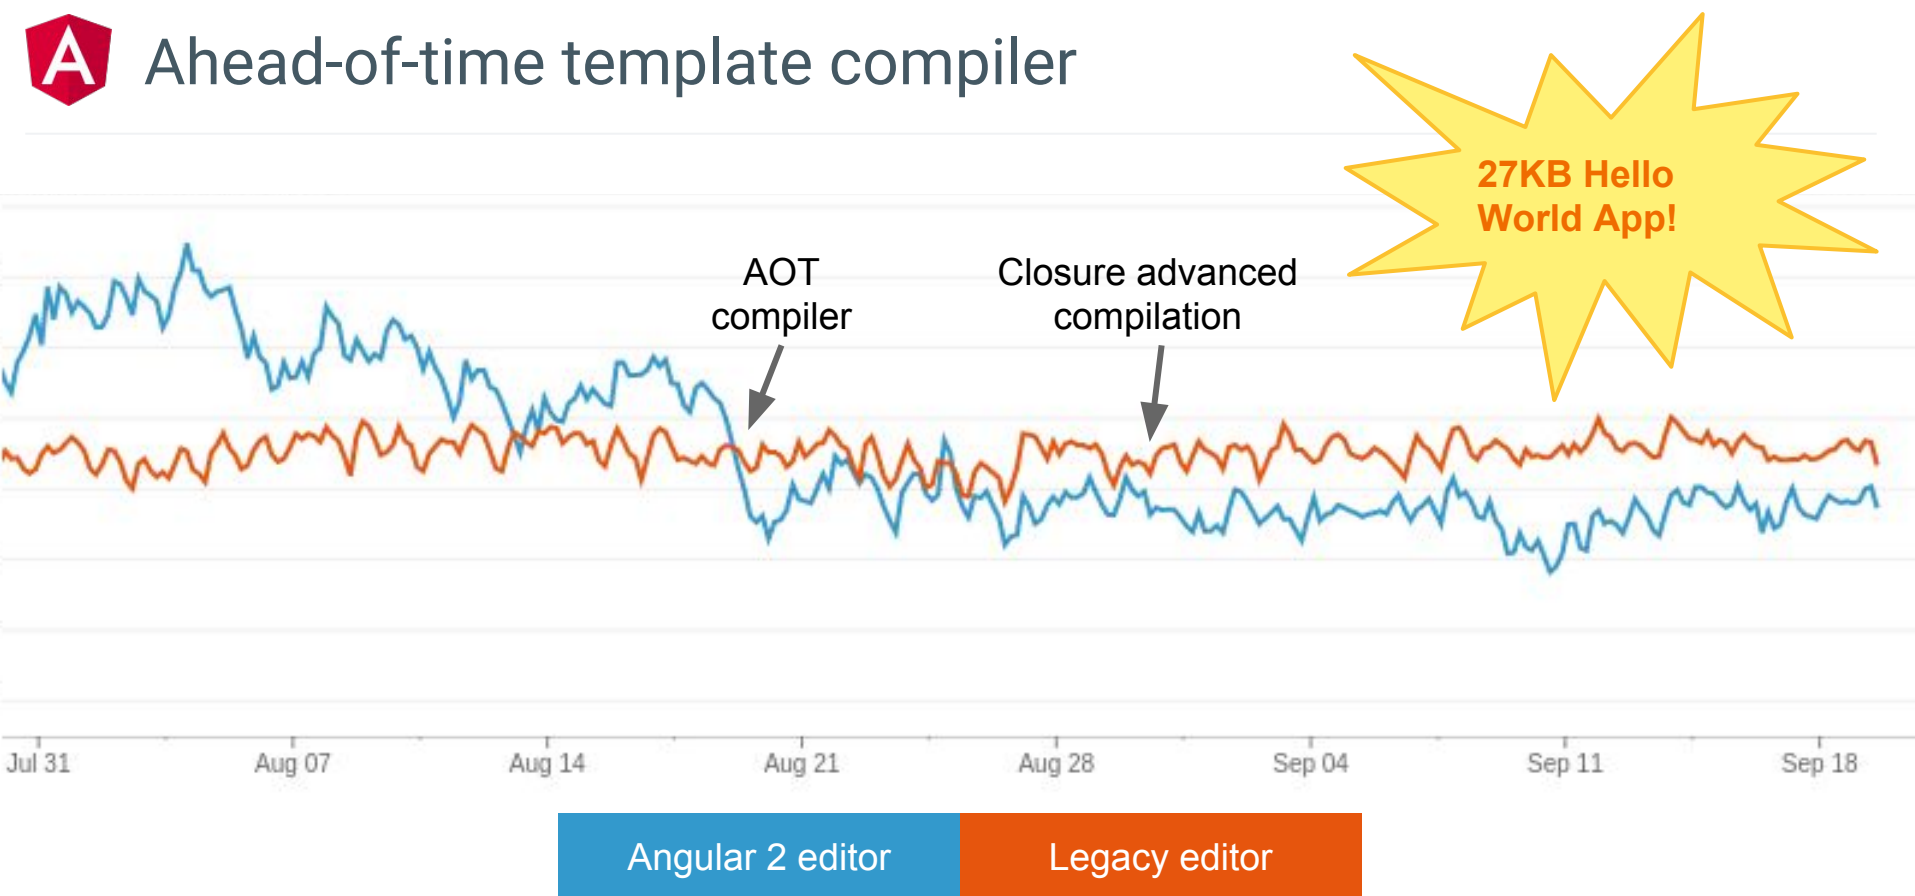 A
Ahead-of-time template compiler
27KB Hello
World App!
AOT
compiler
Closure advanced
compilation
Jul 31
Aug 07
Aug 14
Aug 21
Aug 28
Sep 04
Sep 11
Sep 18
Angular 2 editor
Legacy editor